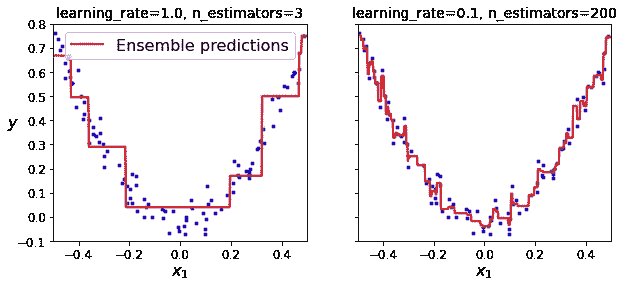 learning_rate=1.0, n_estimators=3
learning_rate=0.1, n_estimators=200
Ensemble predictions
0.8
0.7
0.6
0.5
0.4
0.3
0.2
0.1
0.0
−0.1
y
−0.4 −0.2 0.0 0.2 0.4
x₁
−0.4 −0.2 0.0 0.2 0.4
x₁